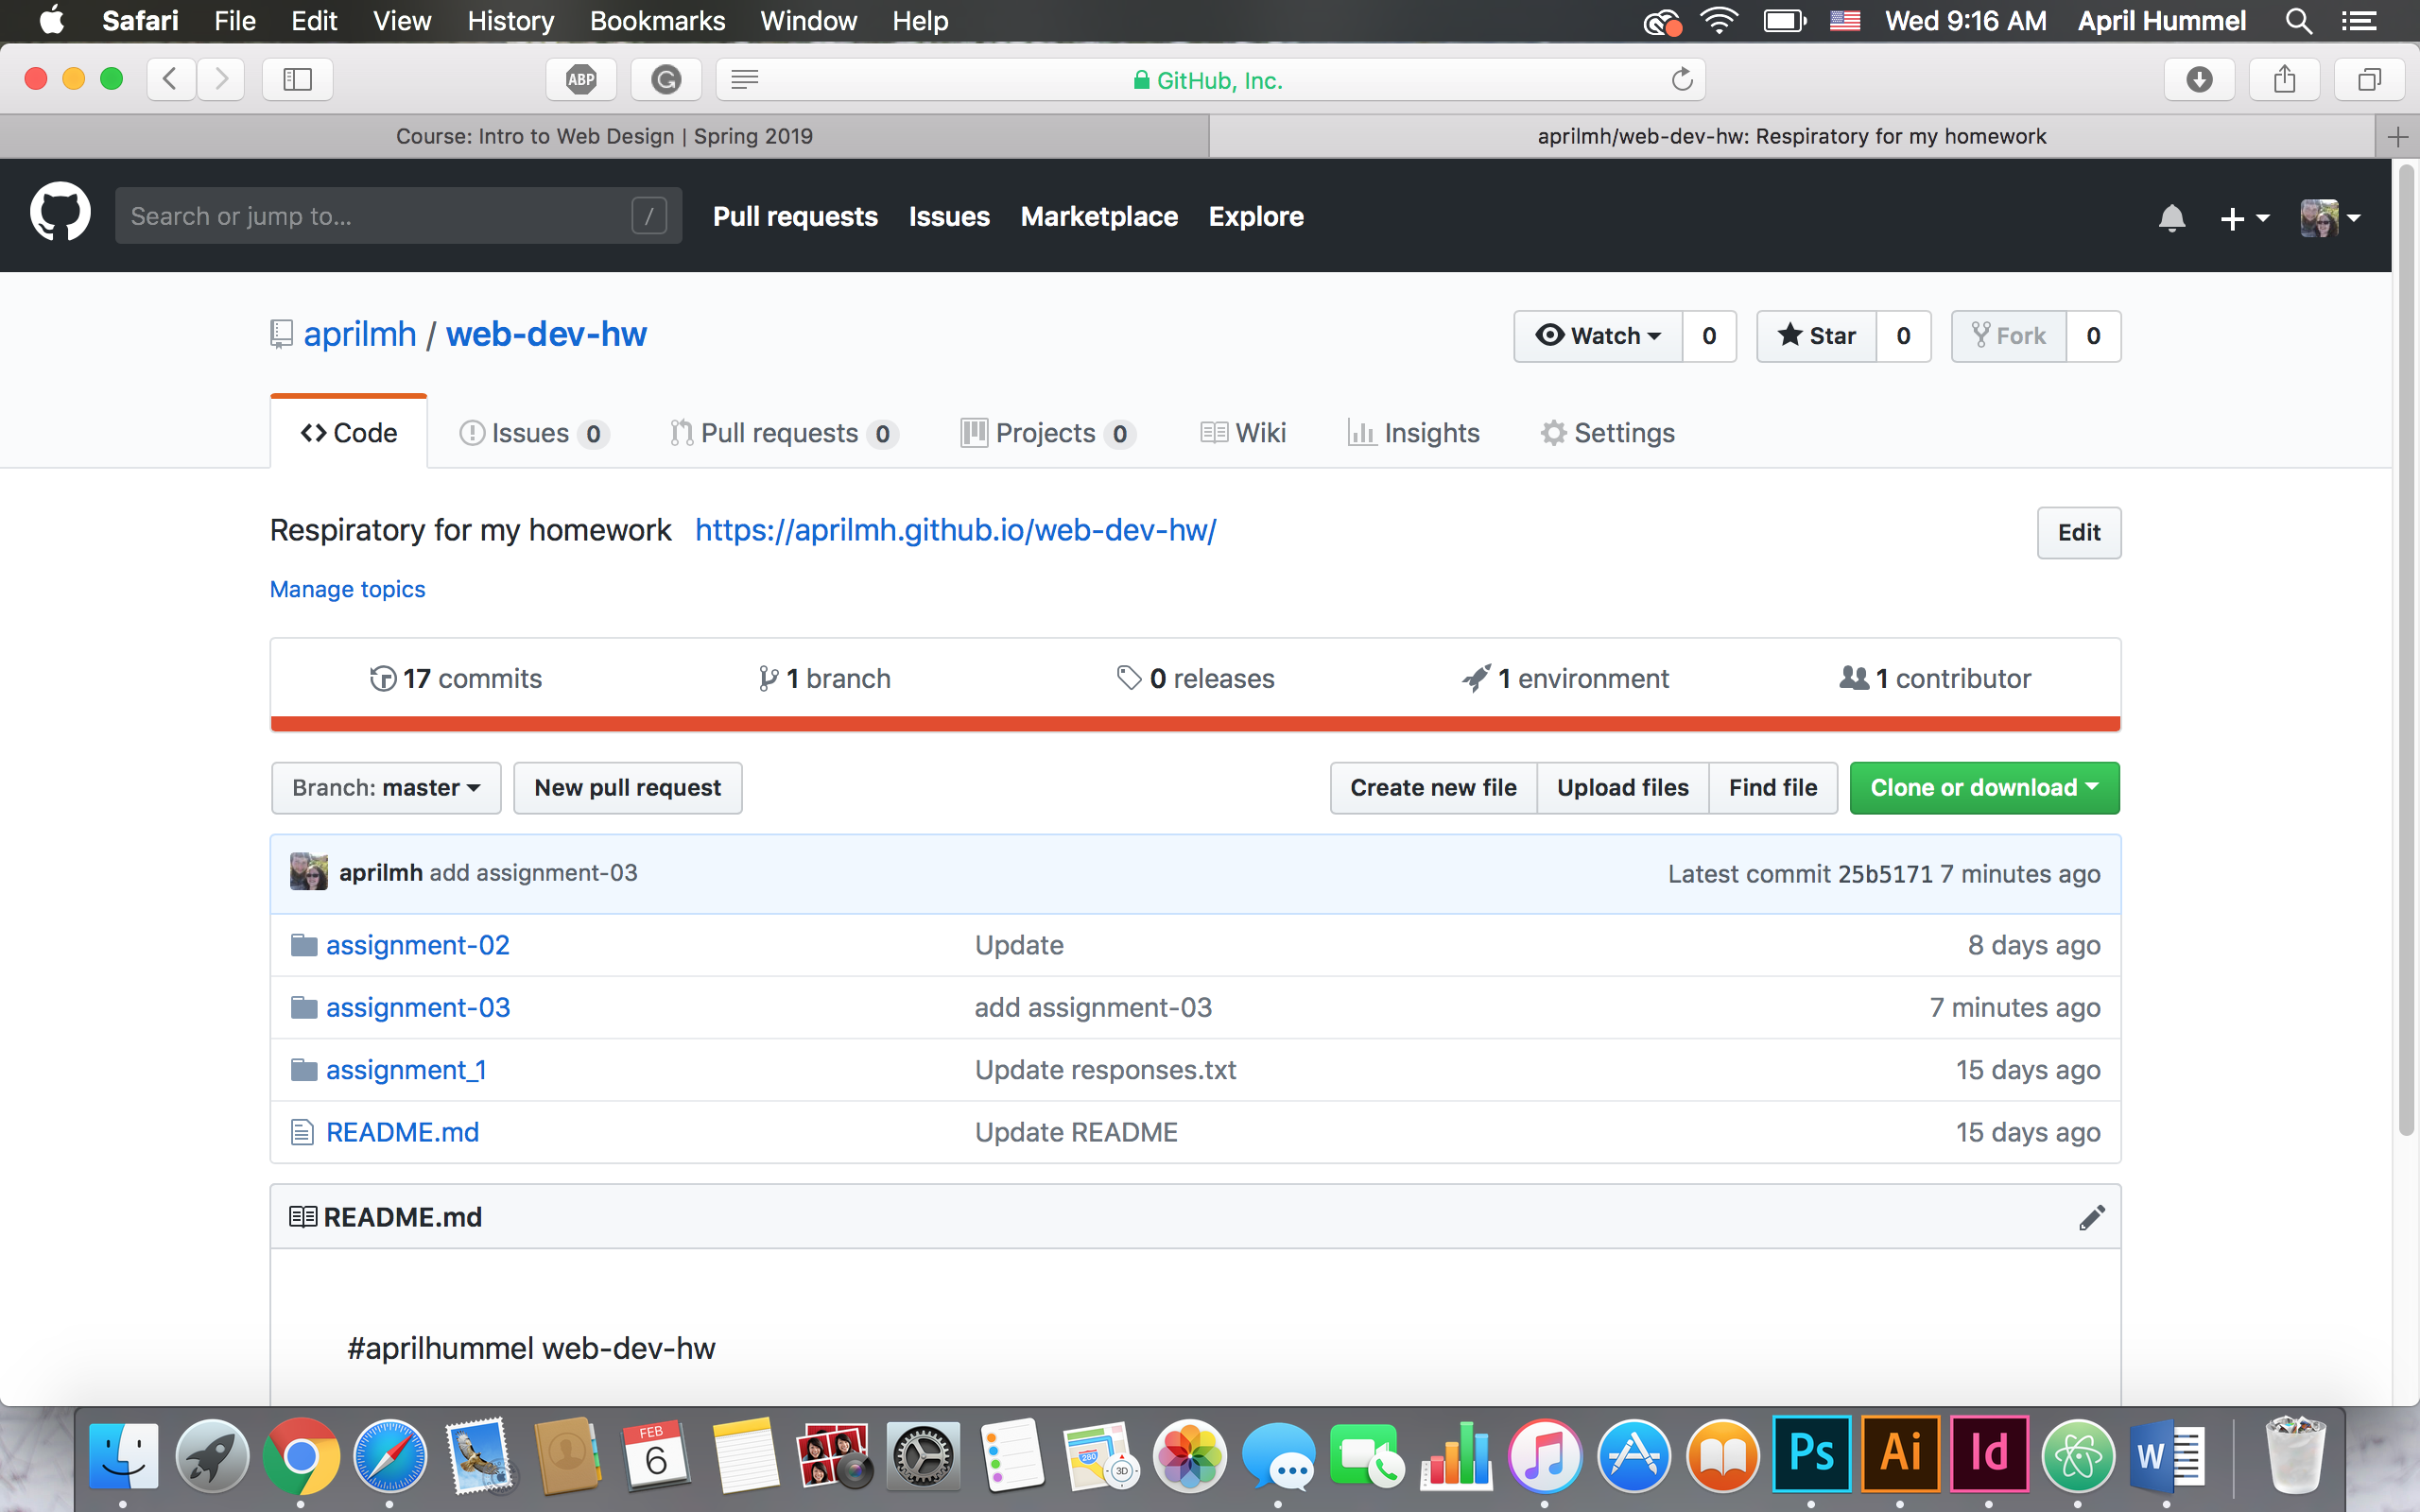 Safari File Edit View History Bookmarks Window Help Wed 9:16 AM April Hummel
ABP GitHub, Inc.
Course: Intro to Web Design | Spring 2019 aprilmh/web-dev-hw: Respiratory for my homework
Search or jump to... / Pull requests Issues Marketplace Explore
aprilmh / web-dev-hw Watch 0 Star 0 Fork 0
Code Issues 0 Pull requests 0 Projects 0 Wiki Insights Settings
Respiratory for my homework https://aprilmh.github.io/web-dev-hw/ Edit
Manage topics
17 commits 1 branch 0 releases 1 environment 1 contributor
Branch: master New pull request Create new file Upload files Find file Clone or download
aprilmh add assignment-03 Latest commit 25b5171 7 minutes ago
assignment-02 Update 8 days ago
assignment-03 add assignment-03 7 minutes ago
assignment_1 Update responses.txt 15 days ago
README.md Update README 15 days ago
README.md
#aprilhummel web-dev-hw
FEB 6 280 3D Ps Ai Id W